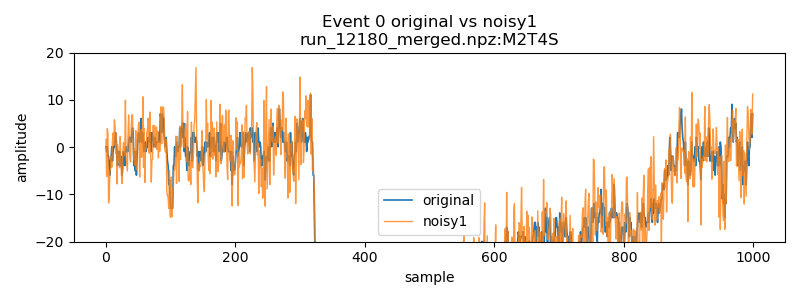 Event 0 original vs noisy1
run_12180_merged.npz:M2T4S
20
10
0
−10
−20
amplitude
original
noisy1
0
200
400
600
800
1000
sample